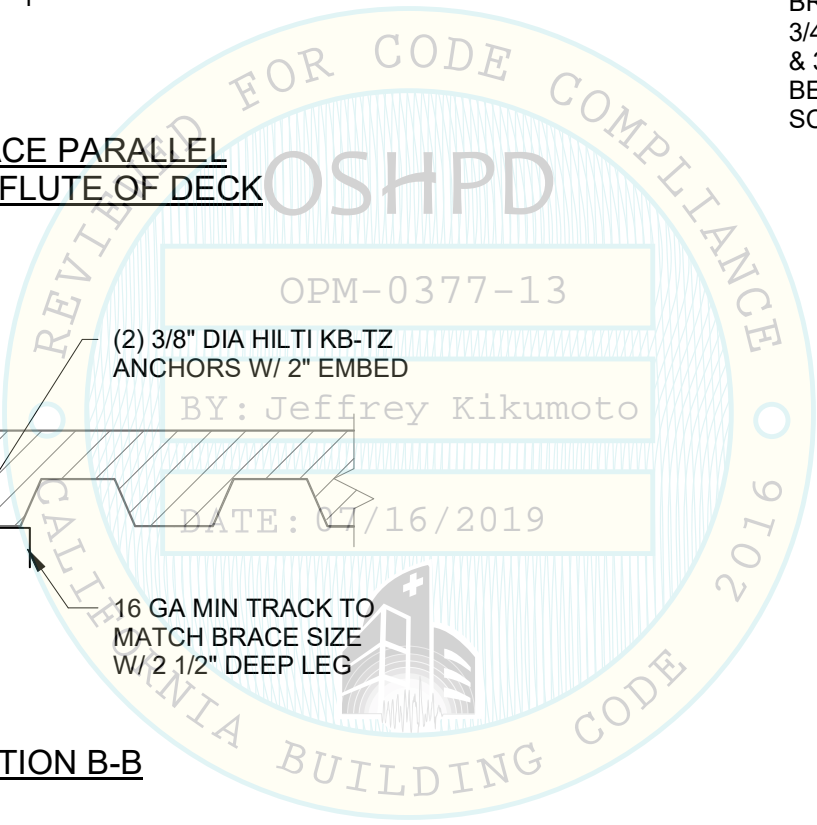 BR
3/4
& 3
BE
SC
ACE PARALLEL
FLUTE OF DECK
REVIEWED FOR CODE COMPLIANCE
OSHPD
OPM-0377-13
(2) 3/8" DIA HILTI KB-TZ
ANCHORS W/ 2" EMBED
BY: Jeffrey Kikumoto
DATE: 07/16/2019
16 GA MIN TRACK TO
MATCH BRACE SIZE
W/ 2 1/2" DEEP LEG
CALIFORNIA BUILDING CODE 2016
TION B-B